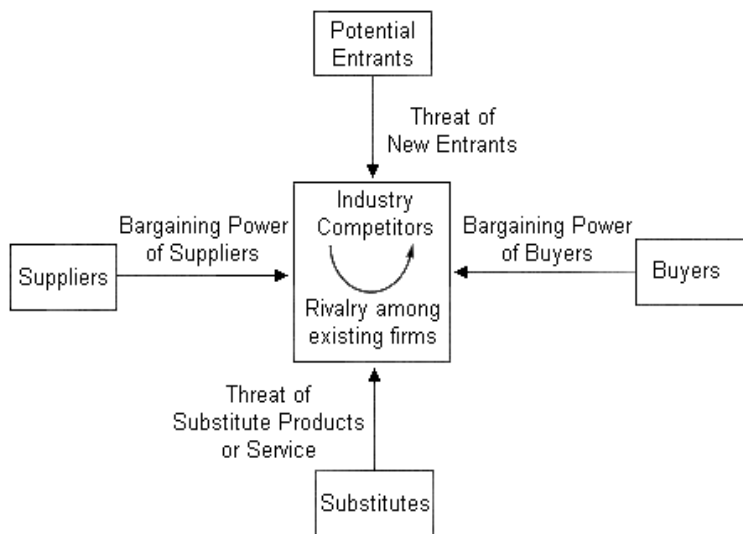 Potential
Entrants
Threat of
New Entrants
Industry
Competitors
Bargaining Power
of Suppliers
Bargaining Power
of Buyers
Suppliers
Buyers
Rivalry among
existing firms
Threat of
Substitute Products
or Service
Substitutes